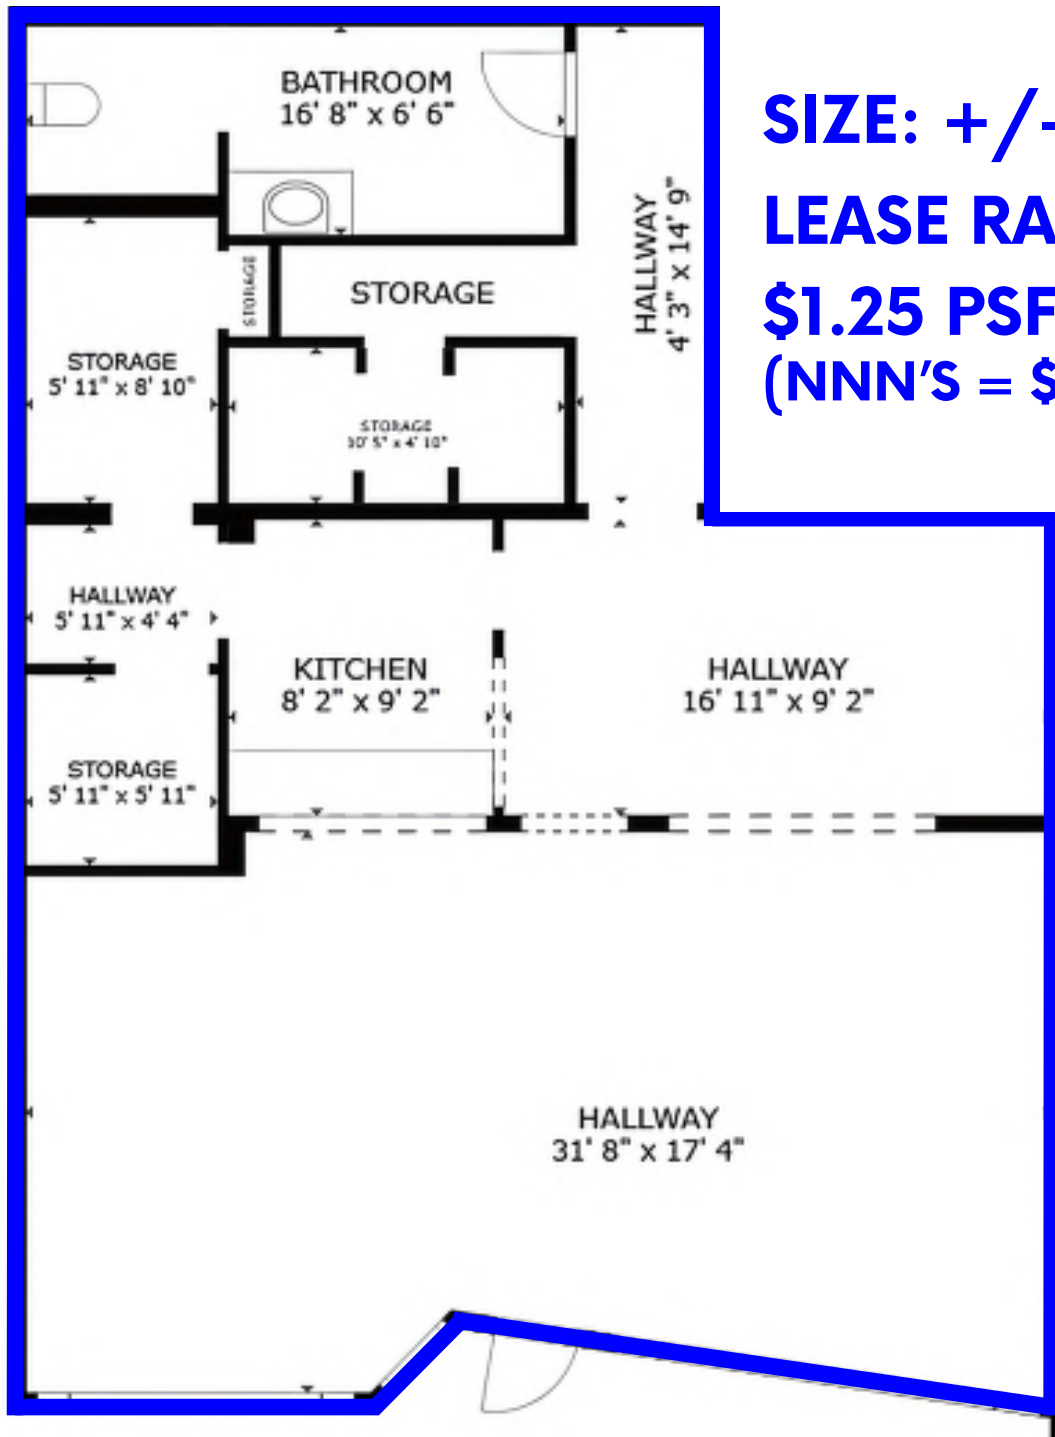 BATHROOM
16' 8" x 6' 6"
SIZE: +/-
LEASE RA
$1.25 PSF
(NNN'S = $
HALLWAY
4' 3" x 14' 9"
STORAGE
STORAGE
STORAGE
5' 11" x 8' 10"
STORAGE
10' 5" x 4' 10"
HALLWAY
5' 11" x 4' 4"
KITCHEN
8' 2" x 9' 2"
HALLWAY
16' 11" x 9' 2"
STORAGE
5' 11" x 5' 11"
HALLWAY
31' 8" x 17' 4"